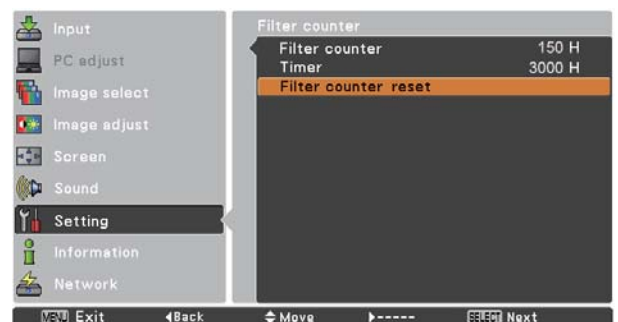 Input
PC adjust
Image select
Image adjust
Screen
Sound
Setting
Information
Network
Filter counter
Filter counter 150 H
Timer 3000 H
Filter counter reset
MENU Exit ◀Back ◆Move ▶----- SELECT Next